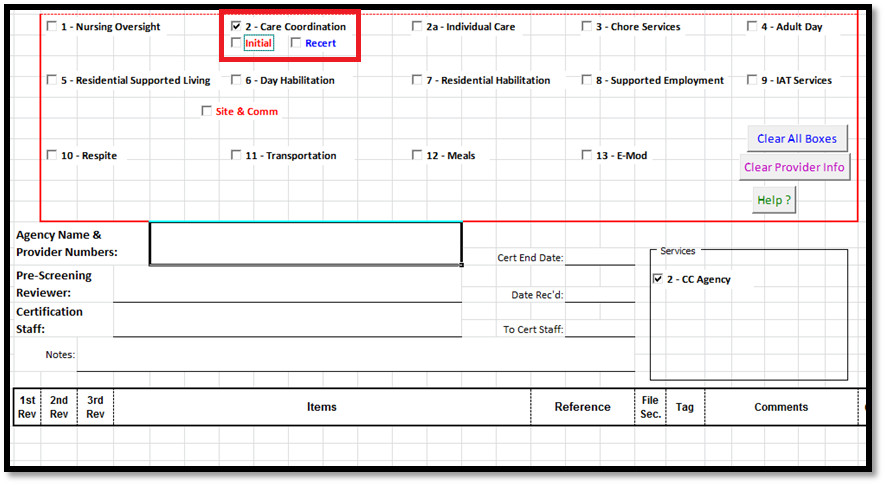 1 - Nursing Oversight
2 - Care Coordination
2a - Individual Care
3 - Chore Services
4 - Adult Day
Initial
Recert
5 - Residential Supported Living
6 - Day Habilitation
7 - Residential Habilitation
8 - Supported Employment
9 - IAT Services
Site & Comm
Clear All Boxes
10 - Respite
11 - Transportation
12 - Meals
13 - E-Mod
Clear Provider Info
Help ?
Agency Name &
Provider Numbers:
Cert End Date:
Services
2 - CC Agency
Pre-Screening
Reviewer:
Date Rec'd:
Certification
Staff:
To Cert Staff:
Notes:
1st
Rev
2nd
Rev
3rd
Rev
Items
Reference
File
Sec.
Tag
Comments